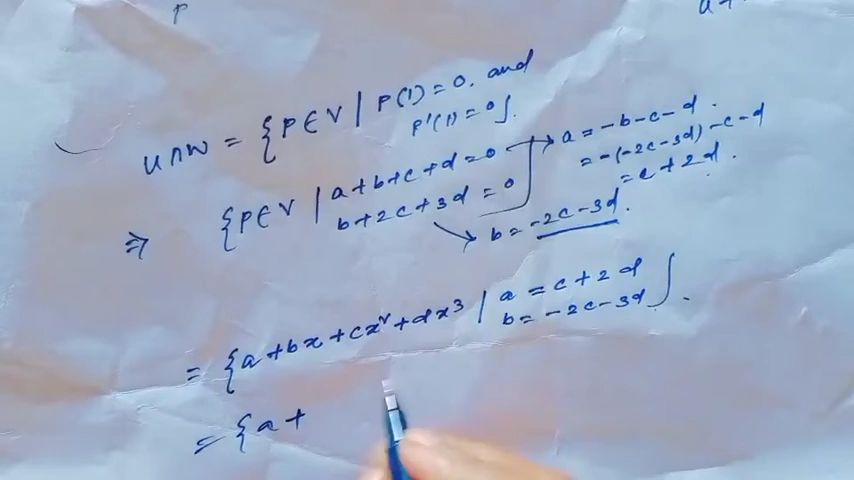 P
U∩W = {P∈V | P(1)=0. and
P'(1)=0}.
⇒ {P∈V | a+b+c+d=0 → a = -b-c-d.
= -(-2c-3d)-c-d
= c+2d.
b+2c+3d=0
→ b = -2c-3d.
= {a+bx+cx²+dx³ | a = c+2d
b = -2c-3d}.
= {a+